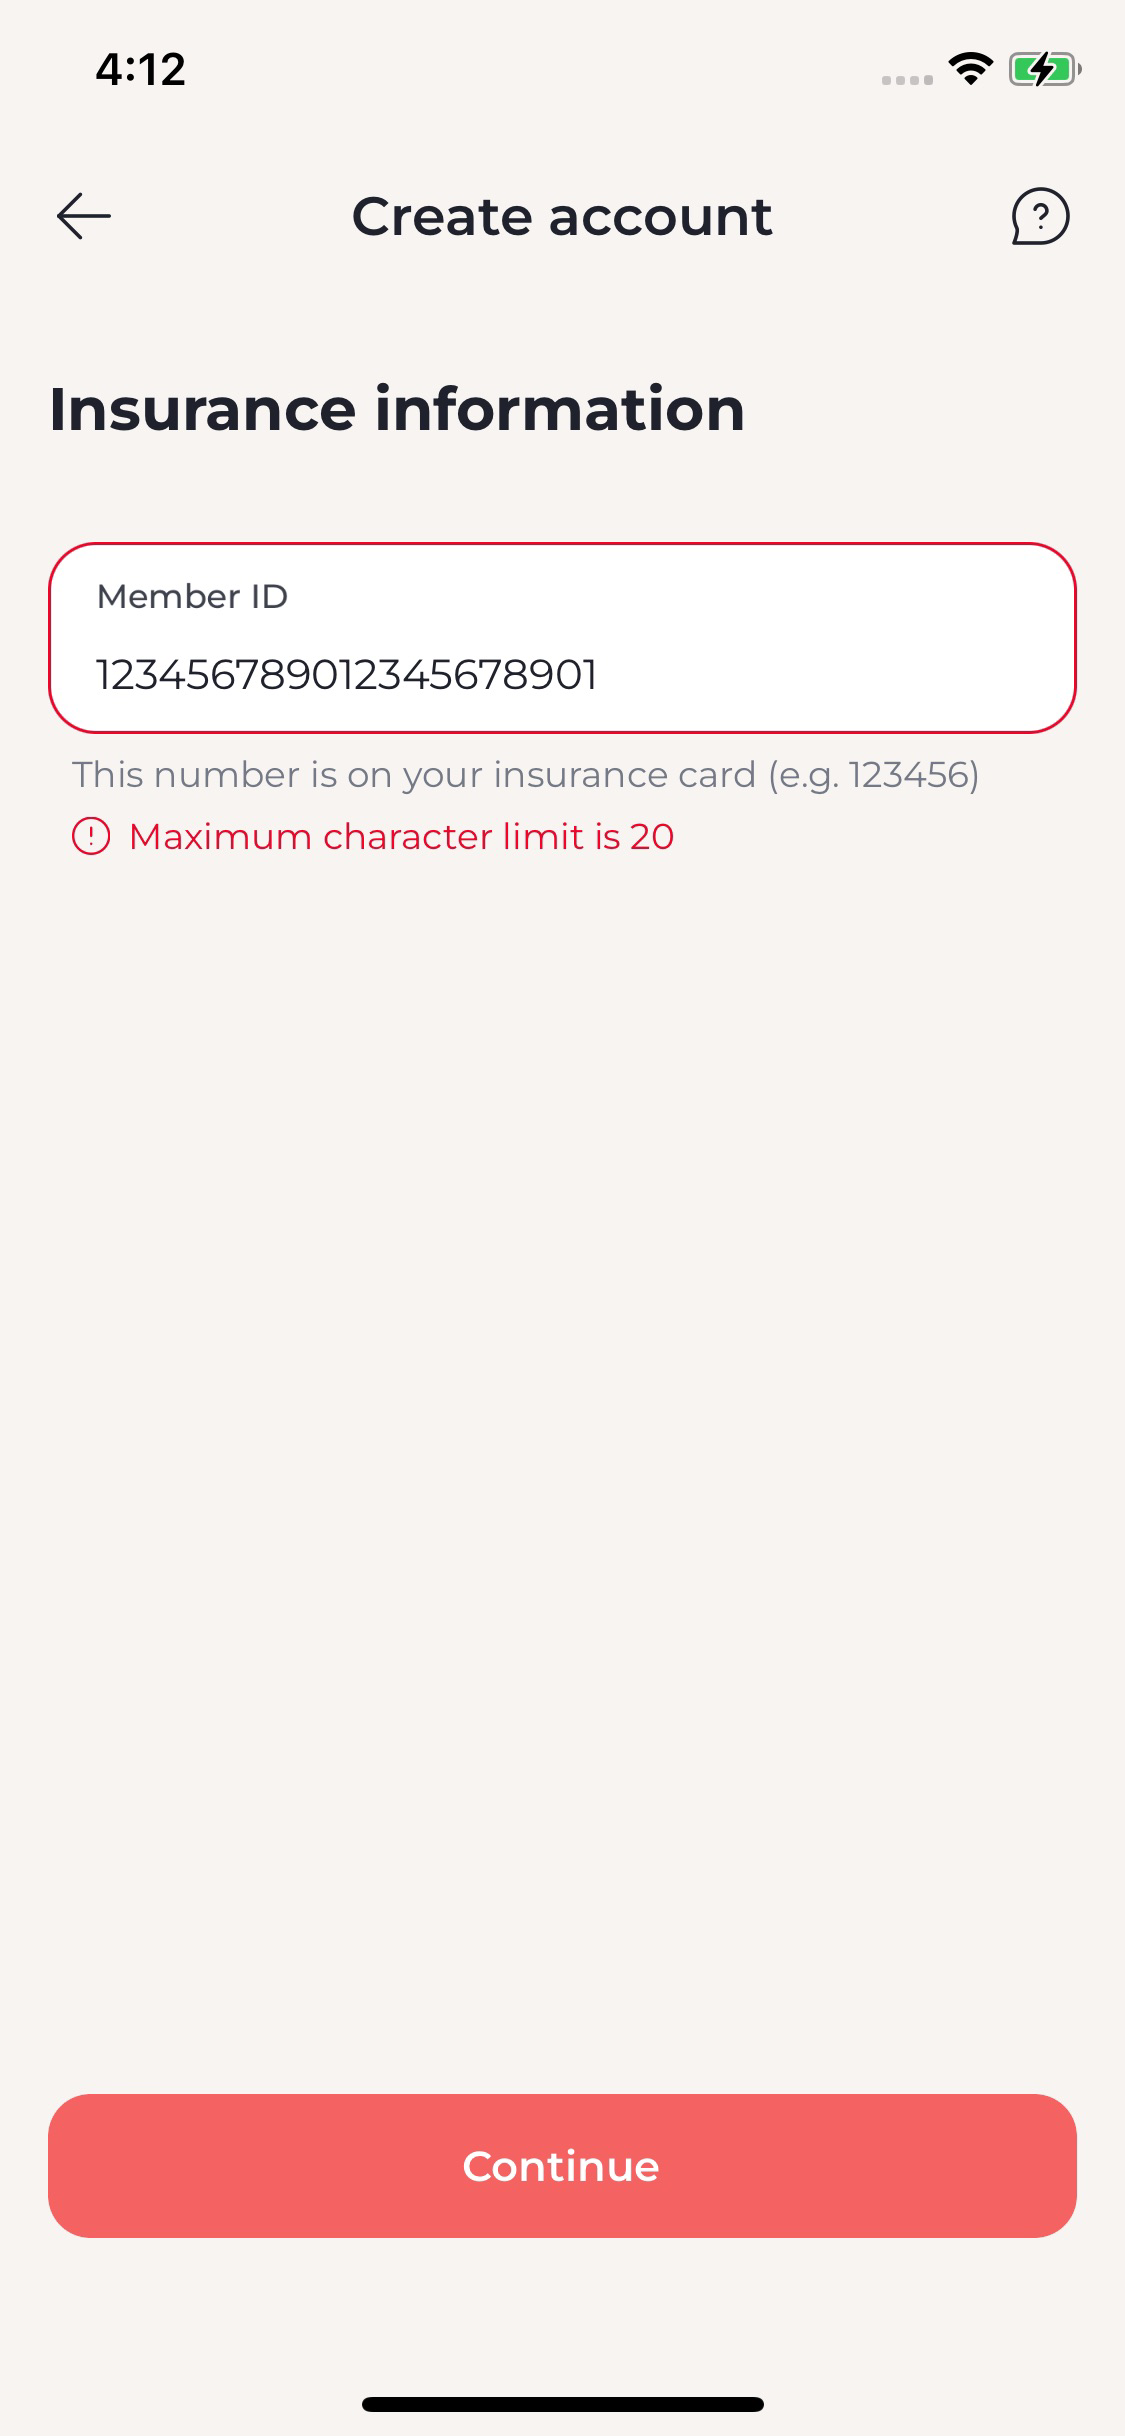 4:12
Create account
Insurance information
Member ID
123456789012345678901
This number is on your insurance card (e.g. 123456)
Maximum character limit is 20
Continue